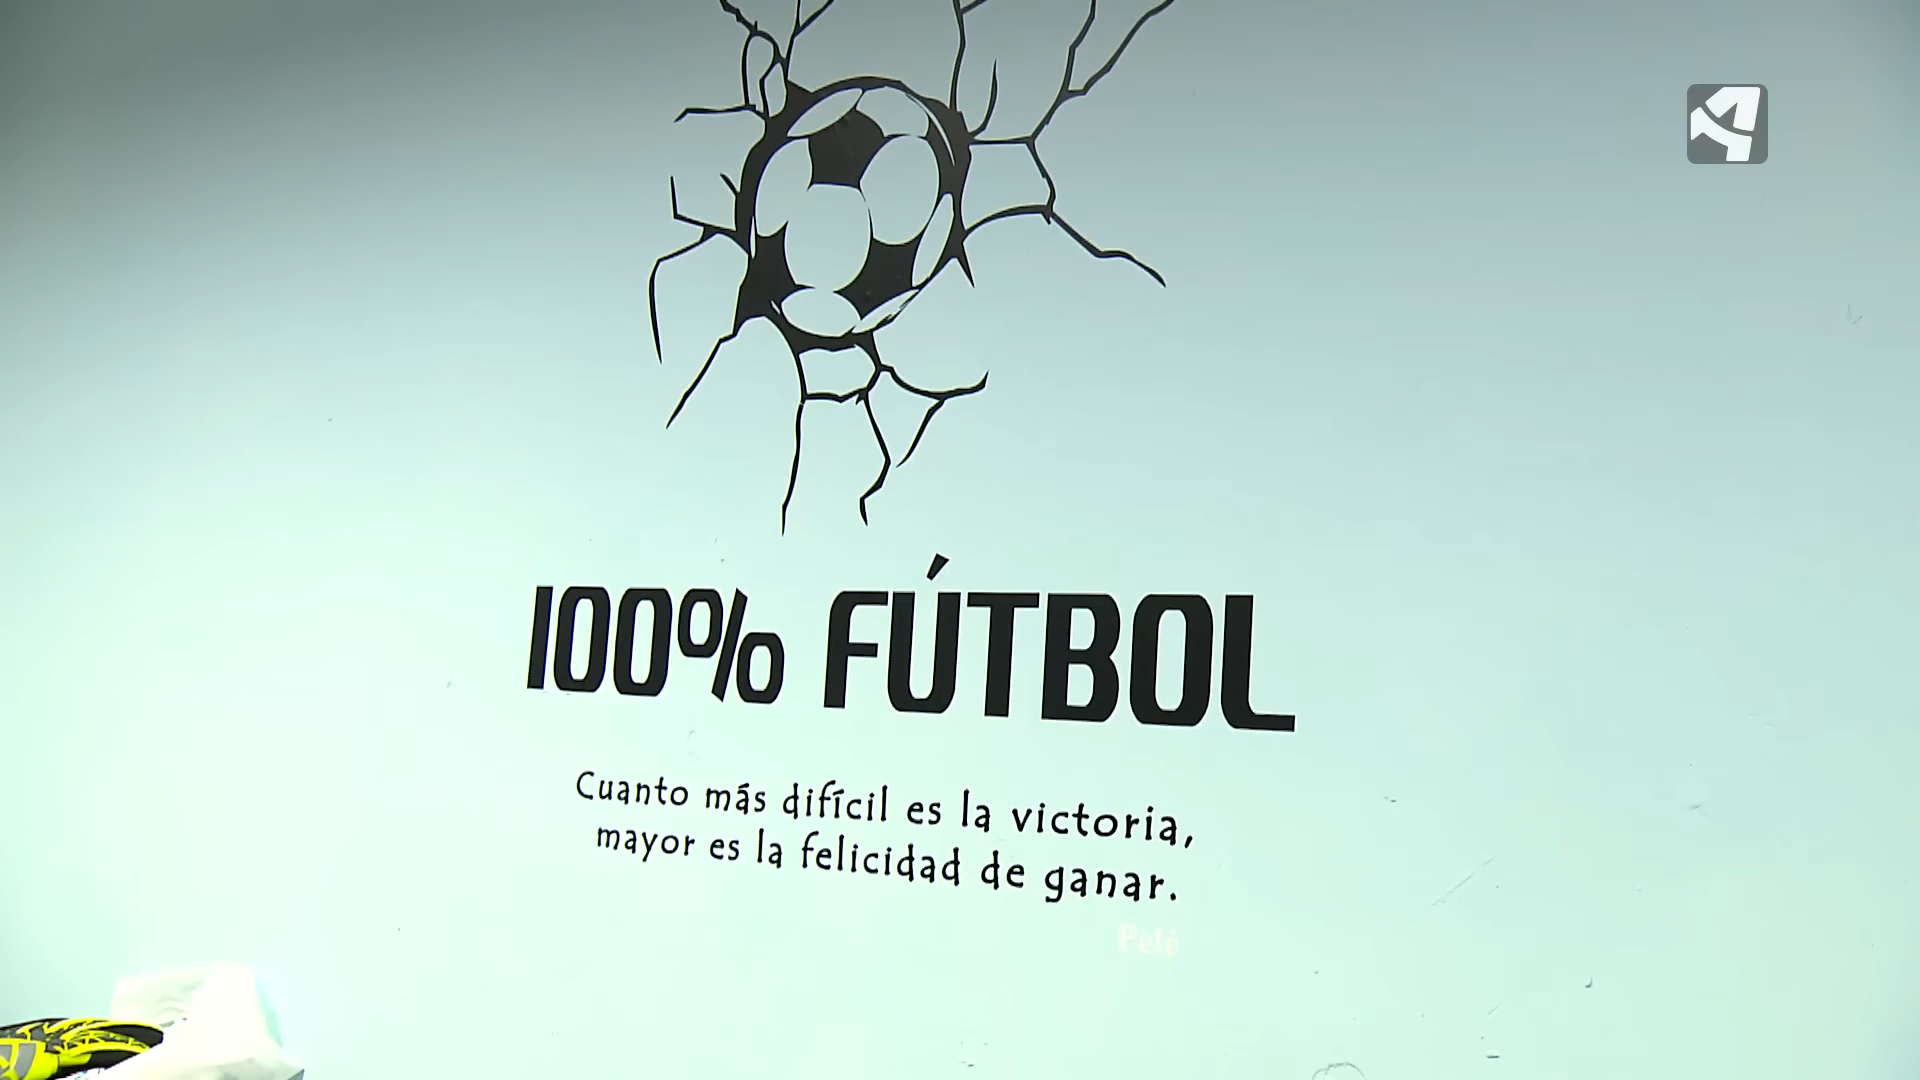 100% FÚTBOL
Cuanto más difícil es la victoria,
mayor es la felicidad de ganar.
Pelé